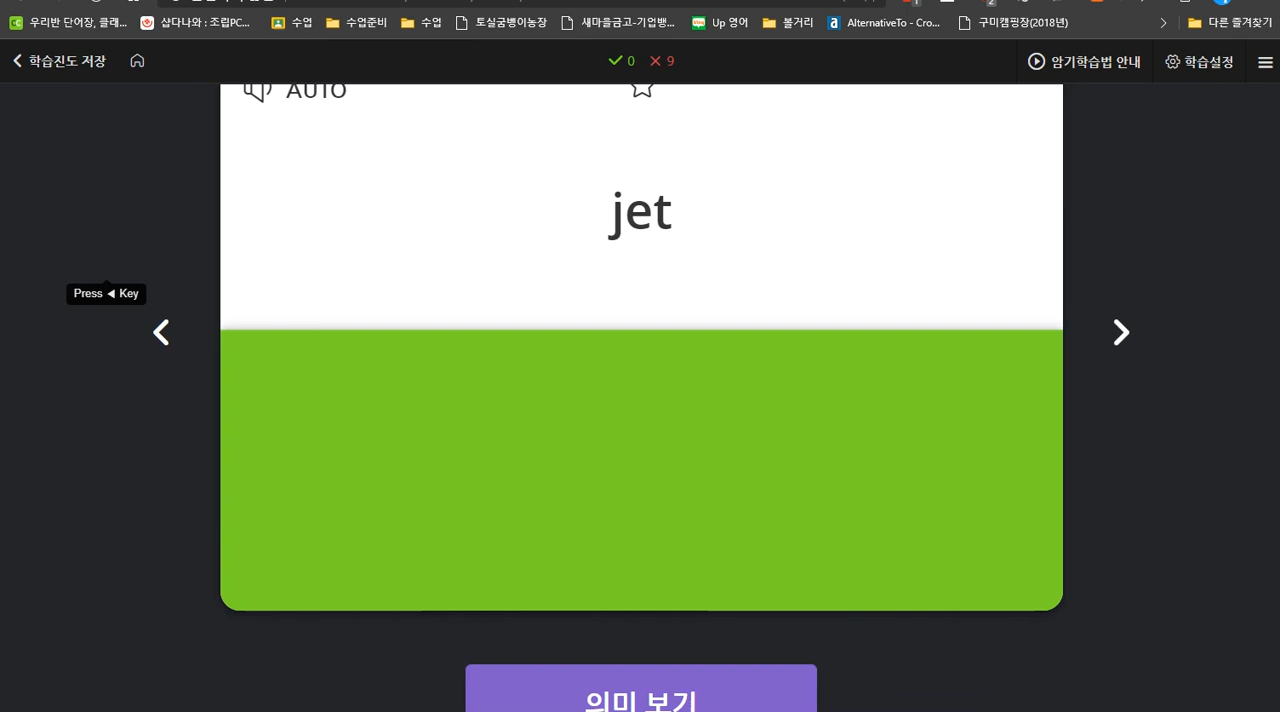 우리반 단어장, 클래... 샵다나와 : 조립PC... 수업 수업준비 수업 토실굼벵이농장 새마을금고-기업뱅... Up 영어 볼거리 AlternativeTo - Cro... 구미캠핑장(2018년) 다른 즐겨찾기
학습진도 저장 0 9 암기학습법 안내 학습설정
AUTO
jet
Press ◀ Key
의미 보기